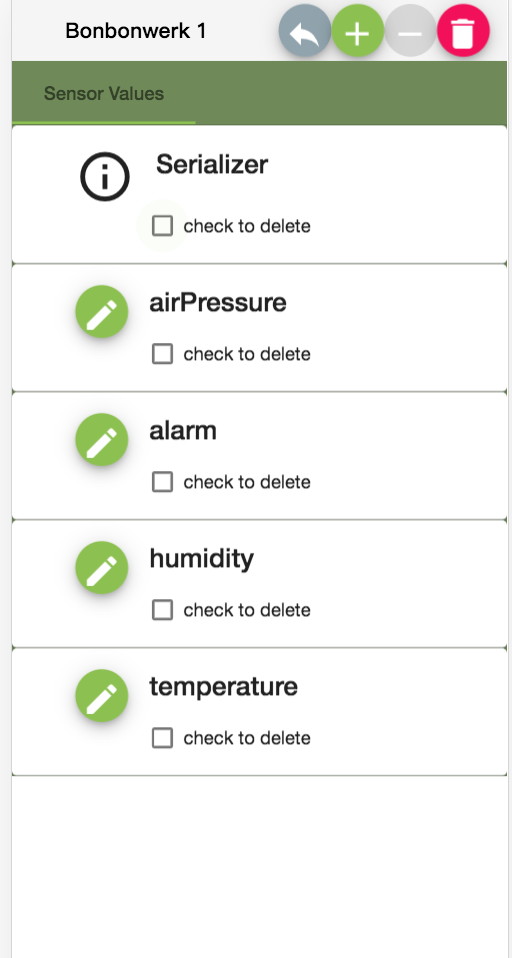 Bonbonwerk 1
Sensor Values
Serializer
check to delete
airPressure
check to delete
alarm
check to delete
humidity
check to delete
temperature
check to delete